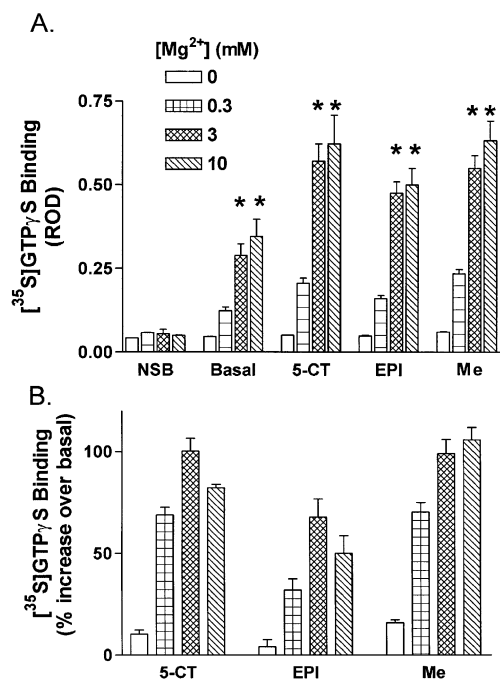 A.
[Mg2+] (mM)
0
0.3
3
10
[35S]GTPγS Binding
(ROD)
0.75
0.50
0.25
0.00
* *
* *
* *
* *
NSB Basal 5-CT EPI Me
B.
[35S]GTPγS Binding
(% increase over basal)
100
50
0
5-CT EPI Me